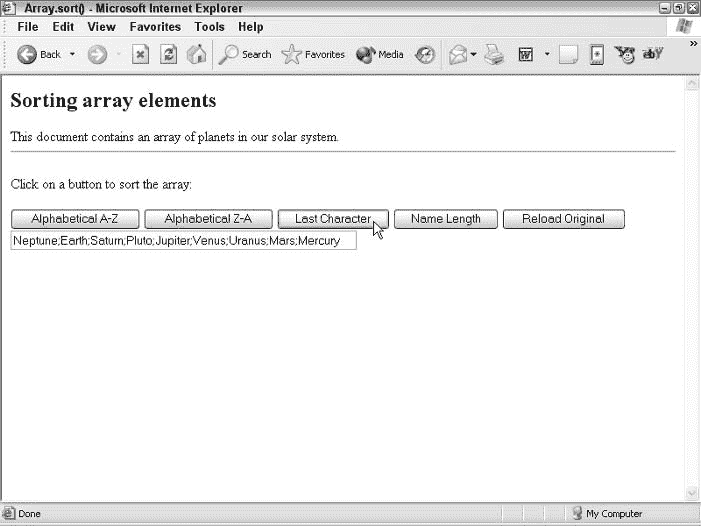 Array.sort() - Microsoft Internet Explorer
File Edit View Favorites Tools Help
Back Search Favorites Media W ebY »
Sorting array elements
This document contains an array of planets in our solar system.
Click on a button to sort the array:
Alphabetical A-Z Alphabetical Z-A Last Character Name Length Reload Original
Neptune;Earth;Saturn;Pluto;Jupiter;Venus;Uranus;Mars;Mercury
Done My Computer